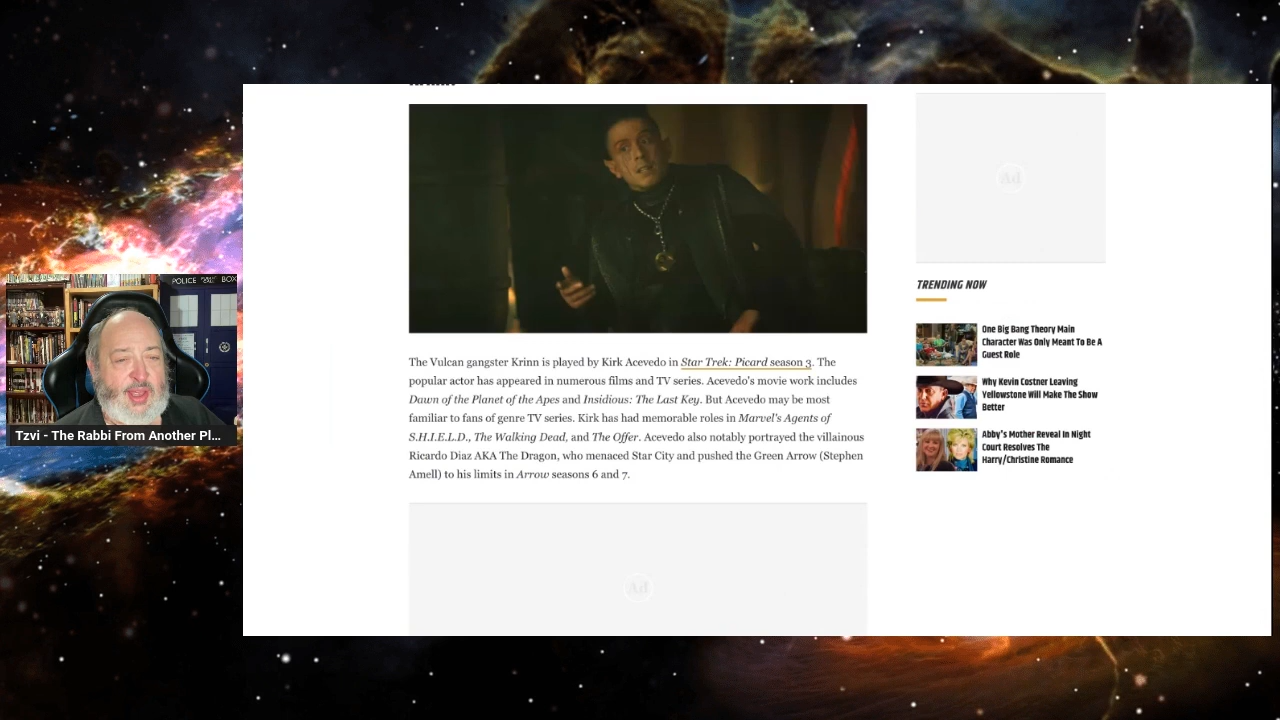 POLICE BOX
Tzvi - The Rabbi From Another Pl...
The Vulcan gangster Krinn is played by Kirk Acevedo in Star Trek: Picard season 3. The
popular actor has appeared in numerous films and TV series. Acevedo's movie work includes
Dawn of the Planet of the Apes and Insidious: The Last Key. But Acevedo may be most
familiar to fans of genre TV series. Kirk has had memorable roles in Marvel's Agents of
S.H.I.E.L.D., The Walking Dead, and The Offer. Acevedo also notably portrayed the villainous
Ricardo Diaz AKA The Dragon, who menaced Star City and pushed the Green Arrow (Stephen
Amell) to his limits in Arrow seasons 6 and 7.
Ad
Ad
TRENDING NOW
One Big Bang Theory Main
Character Was Only Meant To Be A
Guest Role
Why Kevin Costner Leaving
Yellowstone Will Make The Show
Better
Abby's Mother Reveal In Night
Court Resolves The
Harry/Christine Romance